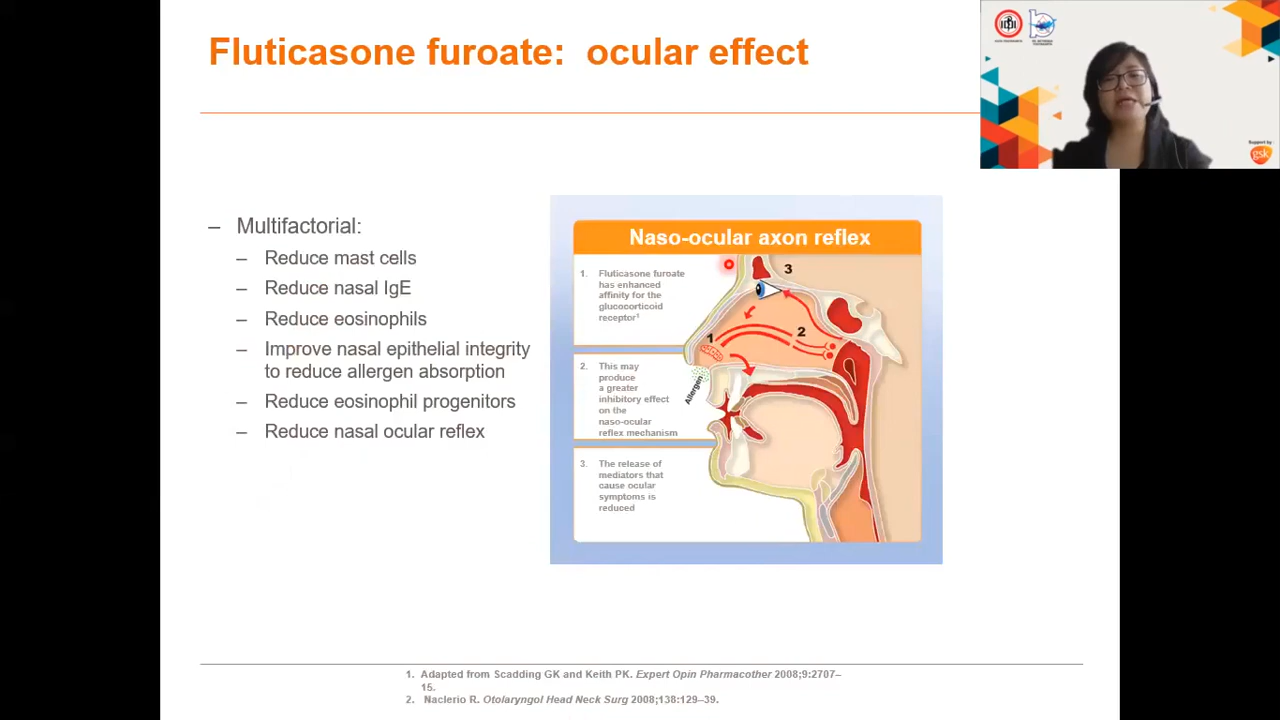 Fluticasone furoate: ocular effect
Support by :
gsk
– Multifactorial:
– Reduce mast cells
– Reduce nasal IgE
– Reduce eosinophils
– Improve nasal epithelial integrity
to reduce allergen absorption
– Reduce eosinophil progenitors
– Reduce nasal ocular reflex
Naso-ocular axon reflex
1. Fluticasone furoate
has enhanced
affinity for the
glucocorticoid
receptor¹
2. This may
produce
a greater
inhibitory effect
on the
naso-ocular
reflex mechanism
3. The release of
mediators that
cause ocular
symptoms is
reduced
3
2
1
Allergen
1. Adapted from Scadding GK and Keith PK. Expert Opin Pharmacother 2008;9:2707–
15.
2. Naclerio R. Otolaryngol Head Neck Surg 2008;138:129–39.